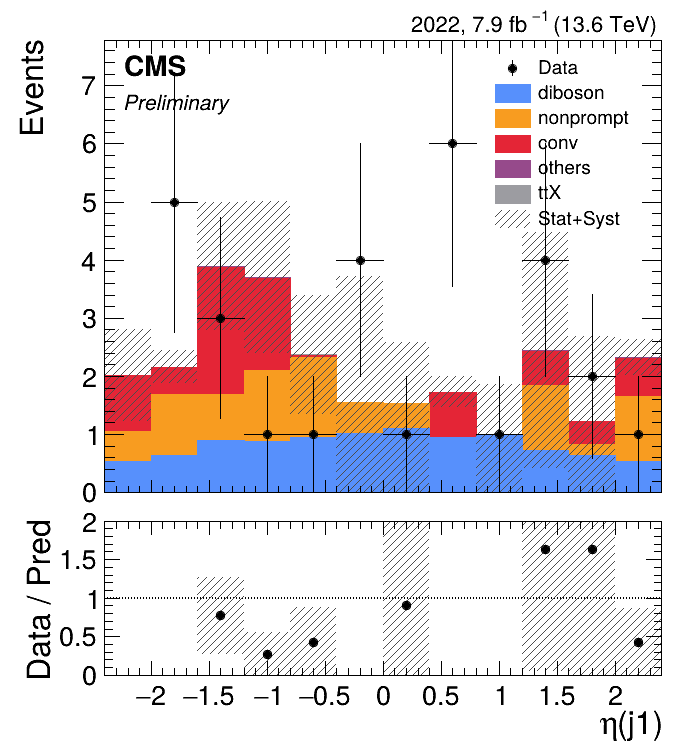 2022, 7.9 fb⁻¹ (13.6 TeV)
Events
CMS
Preliminary
Data
diboson
nonprompt
conv
others
ttX
Stat+Syst
7
6
5
4
3
2
1
0
Data / Pred
2
1.5
1
0.5
0
−2 −1.5 −1 −0.5 0 0.5 1 1.5 2
η(j1)